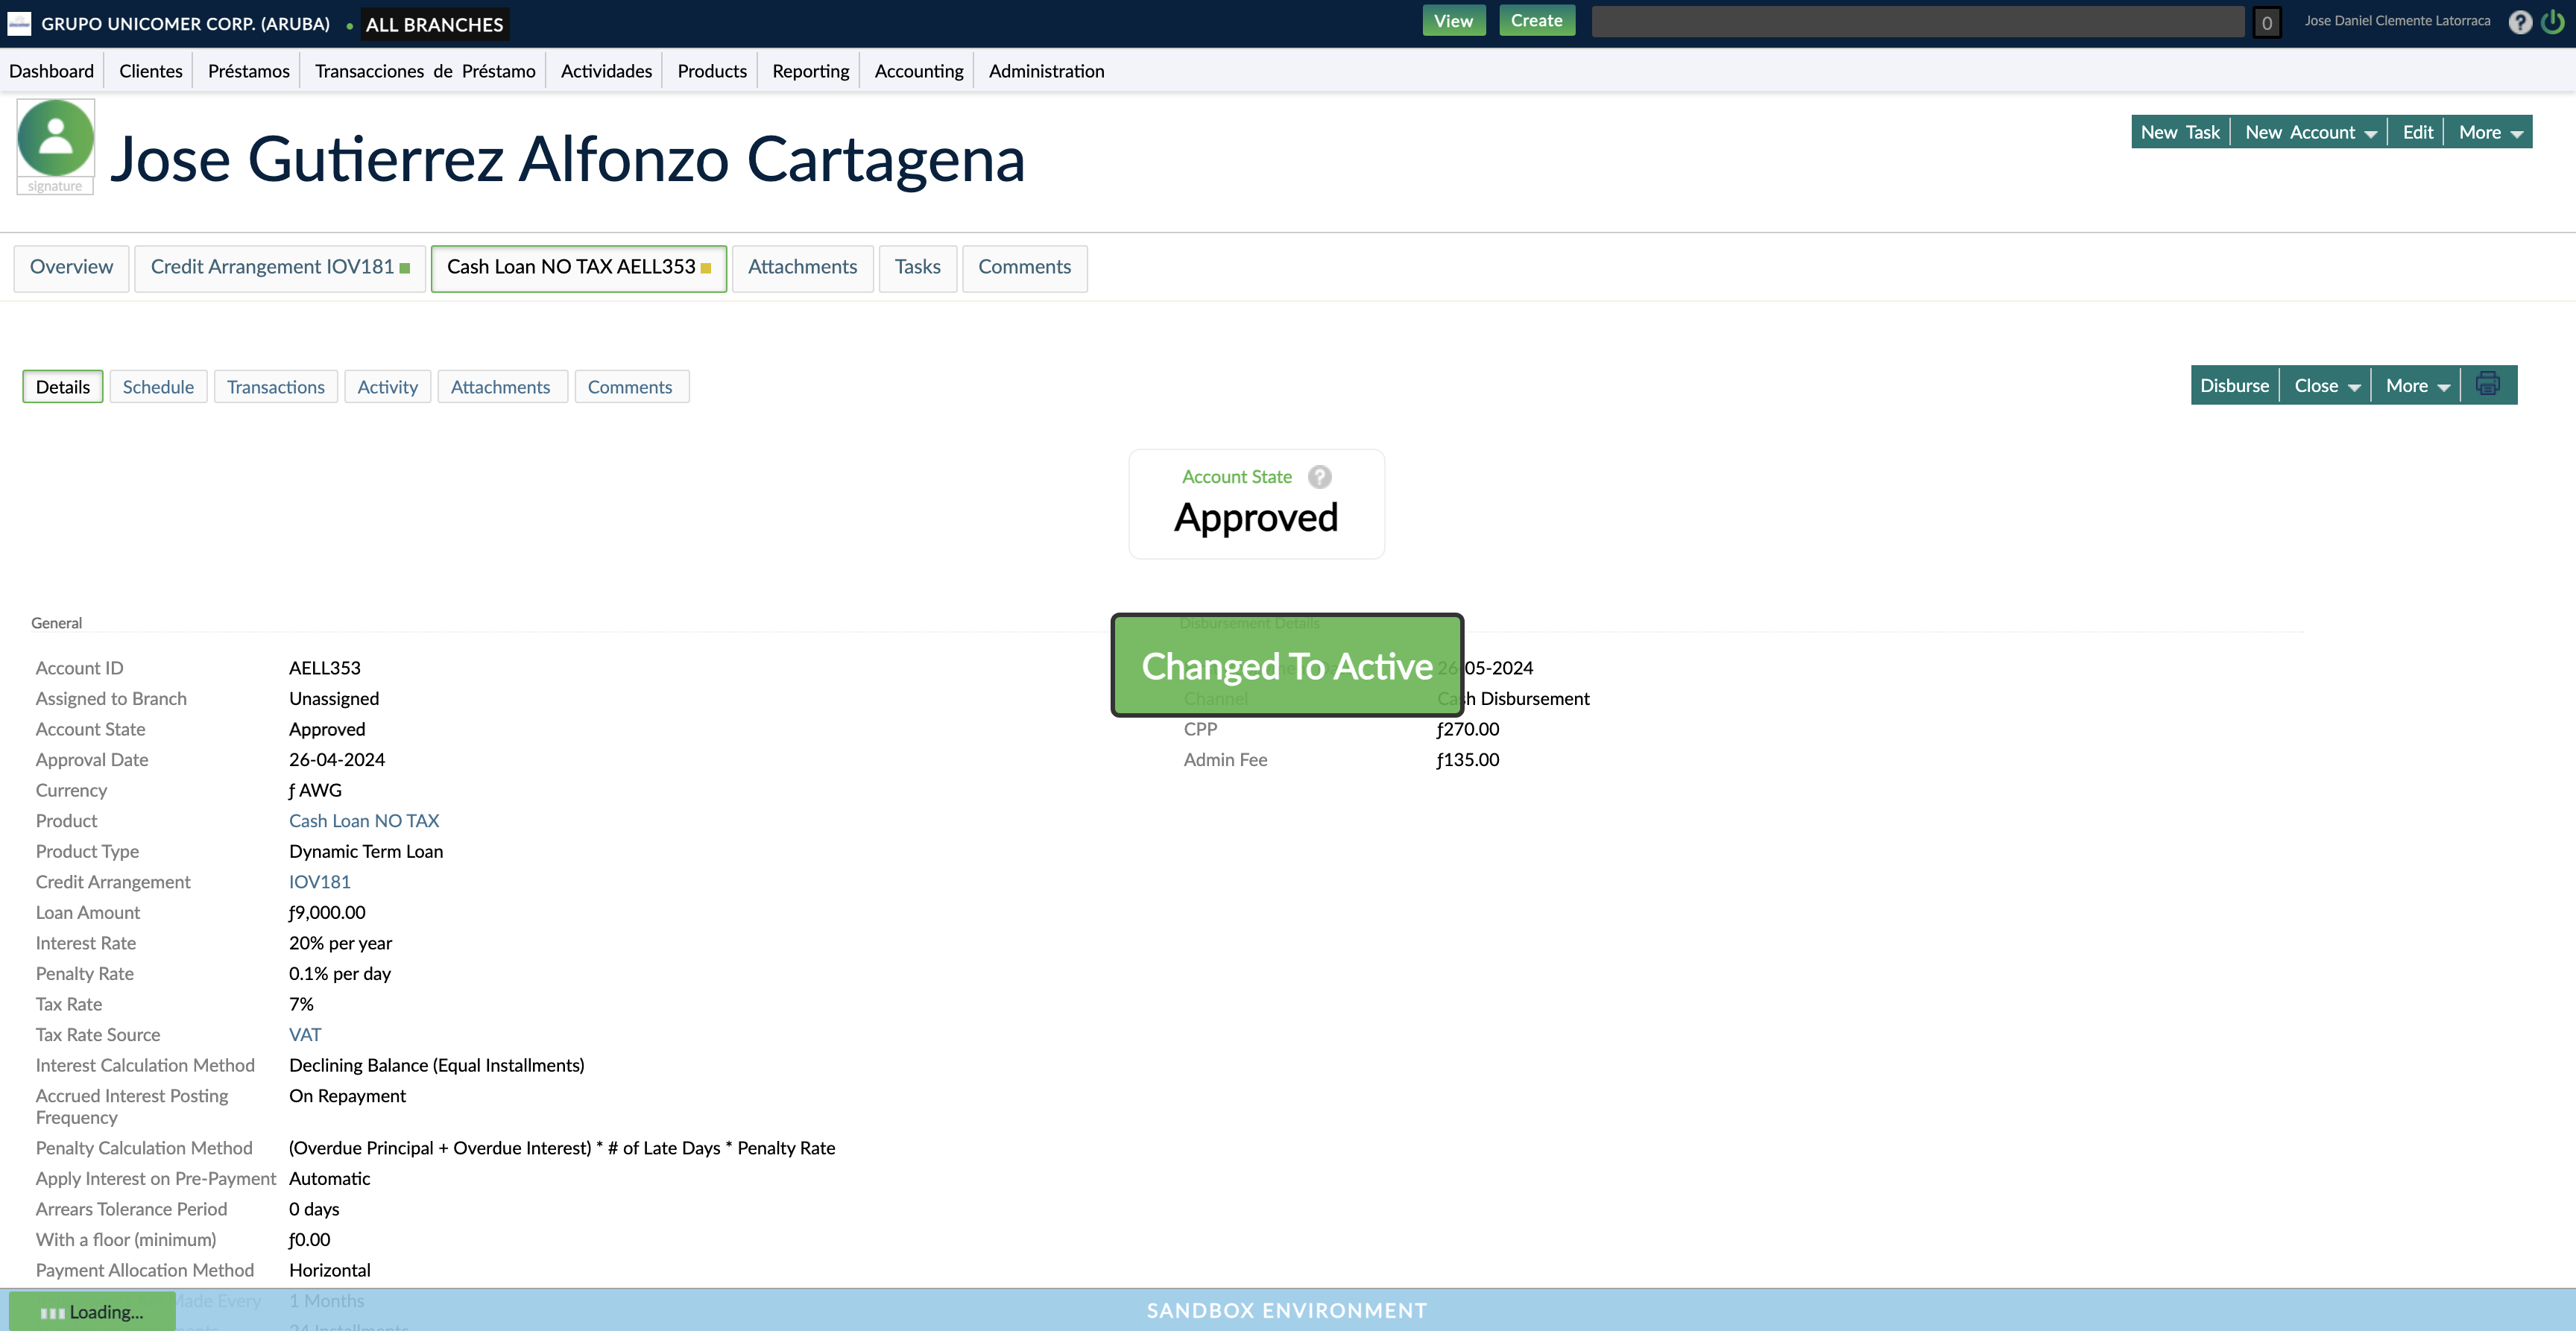 GRUPO UNICOMER CORP. (ARUBA) • ALL BRANCHES View Create 0 Jose Daniel Clemente Latorraca ?
Dashboard Clientes Préstamos Transacciones de Préstamo Actividades Products Reporting Accounting Administration
signature
Jose Gutierrez Alfonzo Cartagena
New Task New Account Edit More
Overview Credit Arrangement IOV181 Cash Loan NO TAX AELL353 Attachments Tasks Comments
Details Schedule Transactions Activity Attachments Comments Disburse Close More
Account State ?
Approved
General
Disbursement Details
Changed To Active
Account ID AELL353
Assigned to Branch Unassigned
Account State Approved
Approval Date 26-04-2024
Currency ƒ AWG
Product Cash Loan NO TAX
Product Type Dynamic Term Loan
Credit Arrangement IOV181
Loan Amount ƒ9,000.00
Interest Rate 20% per year
Penalty Rate 0.1% per day
Tax Rate 7%
Tax Rate Source VAT
Interest Calculation Method Declining Balance (Equal Installments)
Accrued Interest Posting Frequency On Repayment
Penalty Calculation Method (Overdue Principal + Overdue Interest) * # of Late Days * Penalty Rate
Apply Interest on Pre-Payment Automatic
Arrears Tolerance Period 0 days
With a floor (minimum) ƒ0.00
Payment Allocation Method Horizontal
Made Every 1 Months
24 Installments
26-05-2024
Channel Cash Disbursement
CPP ƒ270.00
Admin Fee ƒ135.00
Loading...
SANDBOX ENVIRONMENT